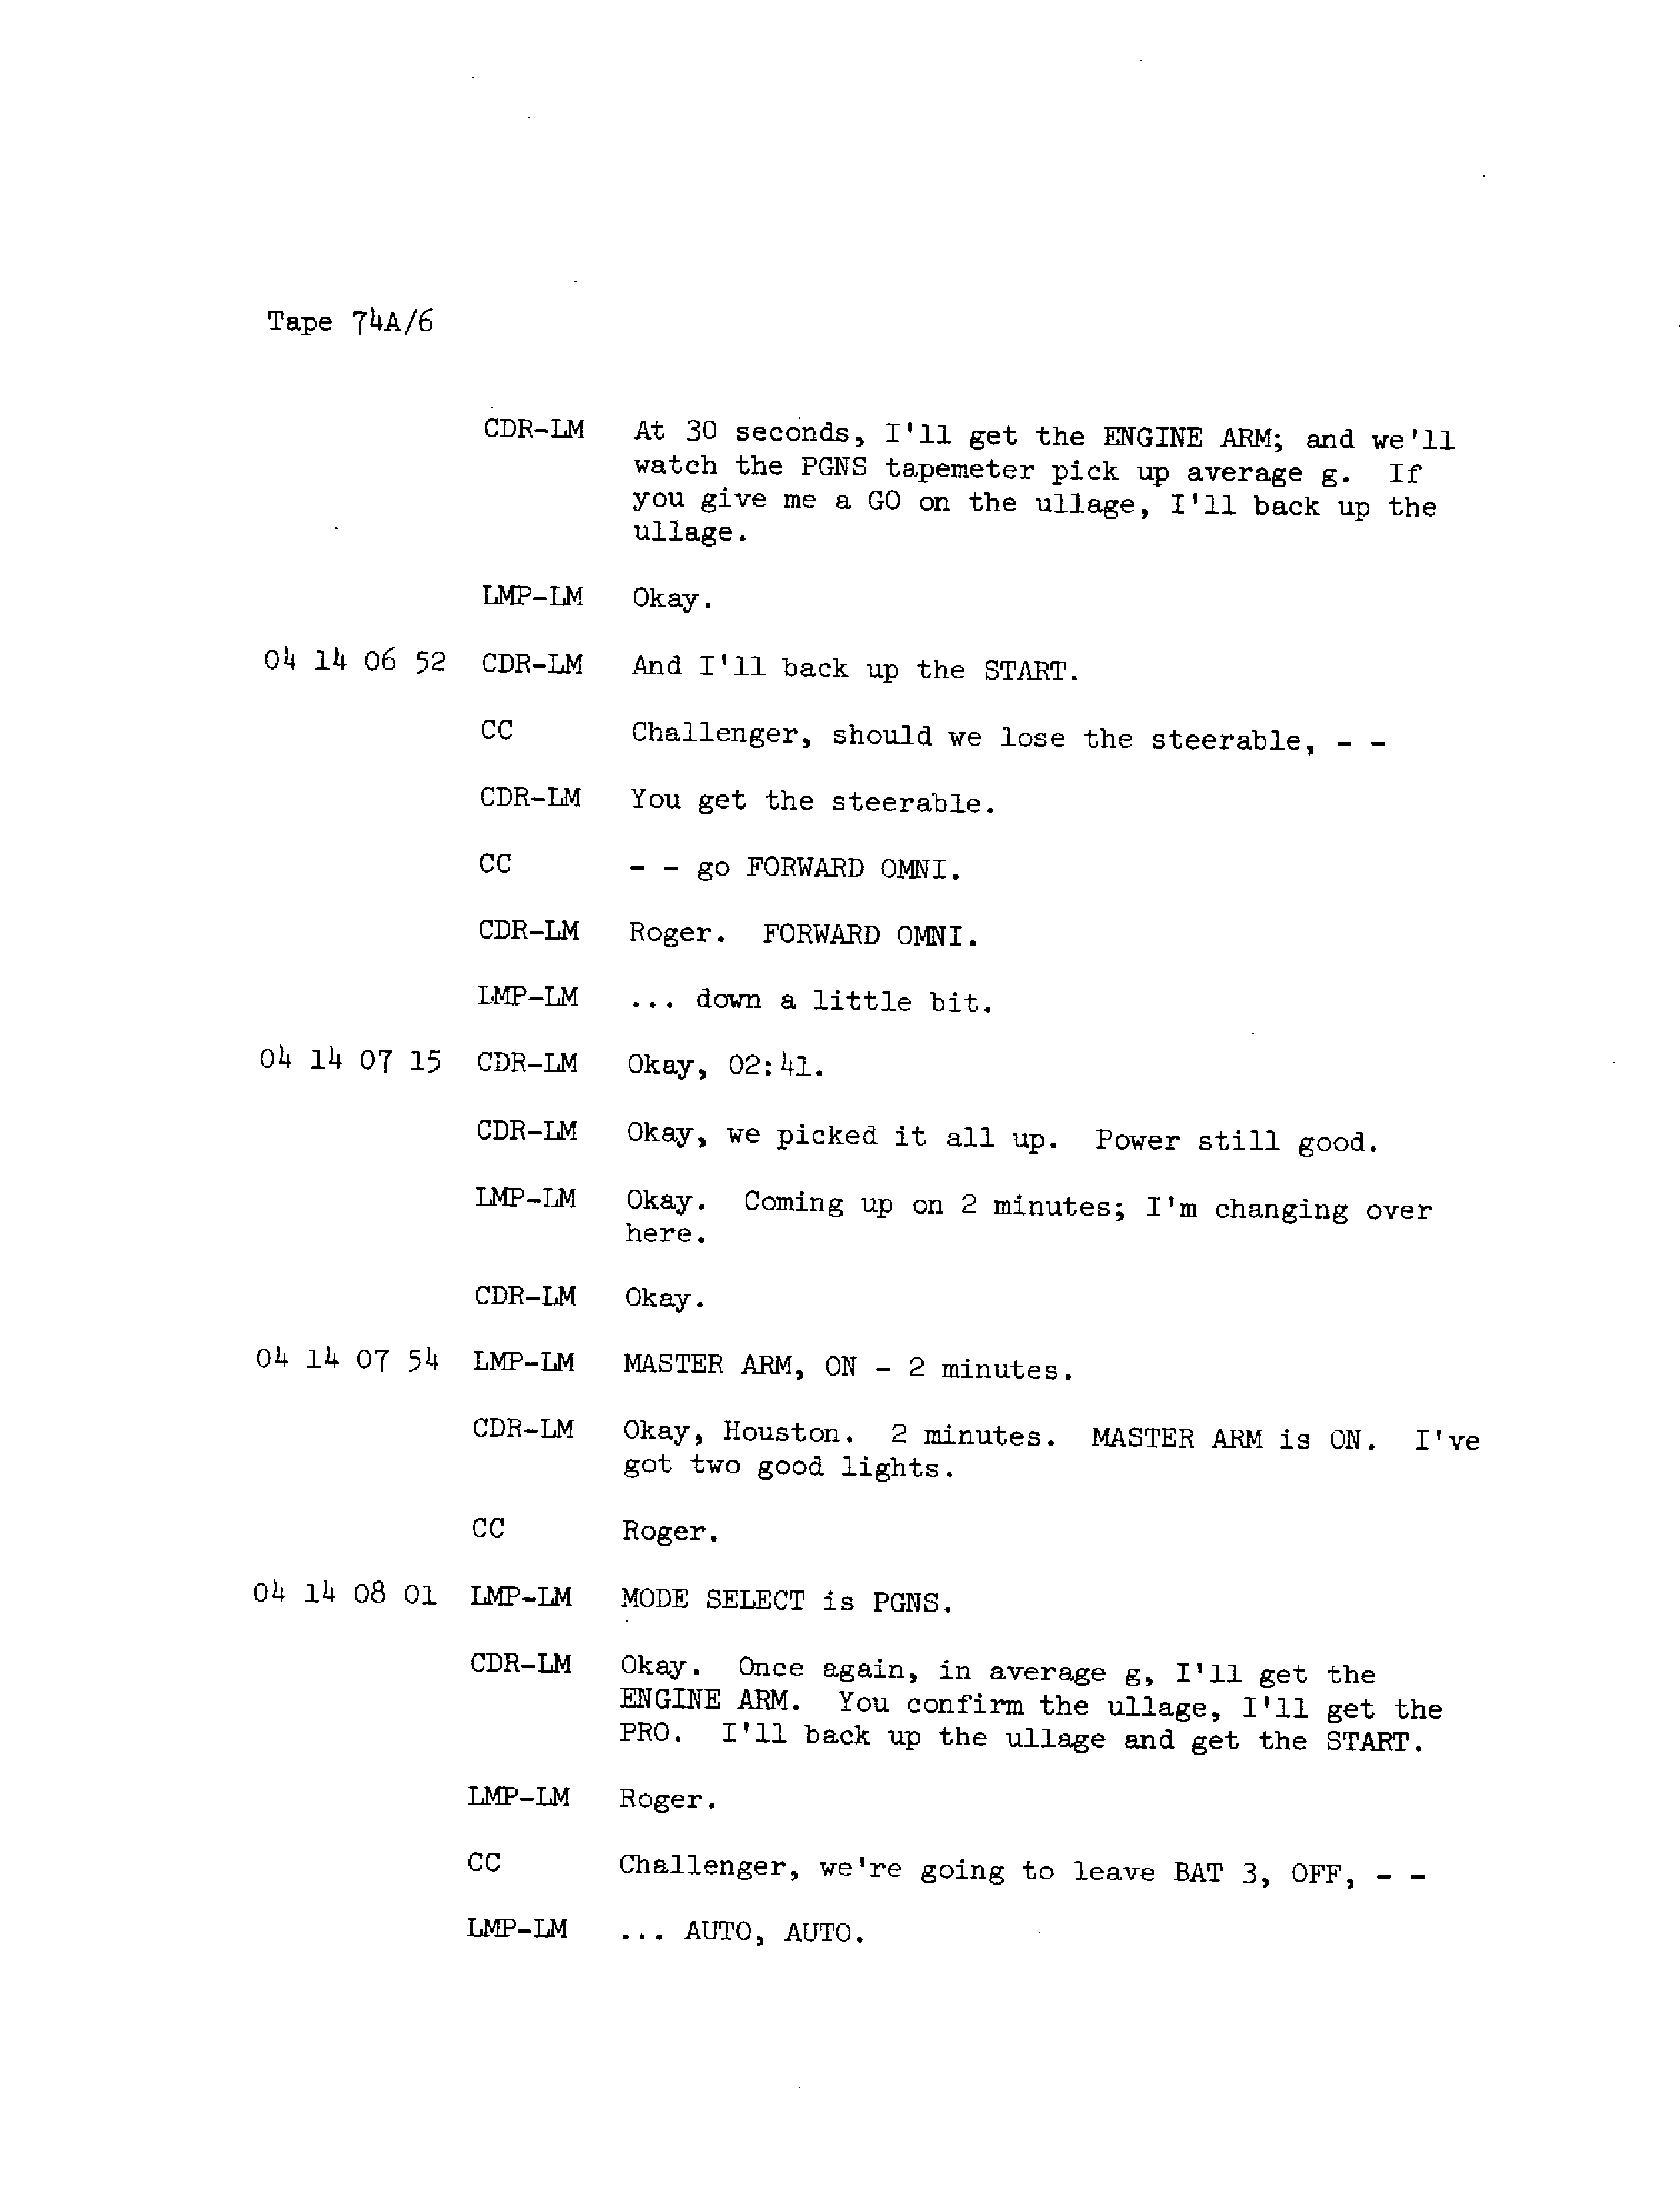 Tape 74A/6
CDR-LM At 30 seconds, I'll get the ENGINE ARM; and we'll
watch the PGNS tapemeter pick up average g. If
you give me a GO on the ullage, I'll back up the
ullage.
LMP-LM Okay.
04 14 06 52 CDR-LM And I'll back up the START.
CC Challenger, should we lose the steerable, - -
CDR-LM You get the steerable.
CC - - go FORWARD OMNI.
CDR-LM Roger. FORWARD OMNI.
LMP-LM ... down a little bit.
04 14 07 15 CDR-LM Okay, 02:41.
CDR-LM Okay, we picked it all up. Power still good.
LMP-LM Okay. Coming up on 2 minutes; I'm changing over
here.
CDR-LM Okay.
04 14 07 54 LMP-LM MASTER ARM, ON - 2 minutes.
CDR-LM Okay, Houston. 2 minutes. MASTER ARM is ON. I've
got two good lights.
CC Roger.
04 14 08 01 LMP-LM MODE SELECT is PGNS.
CDR-LM Okay. Once again, in average g, I'll get the
ENGINE ARM. You confirm the ullage, I'll get the
PRO. I'll back up the ullage and get the START.
LMP-LM Roger.
CC Challenger, we're going to leave BAT 3, OFF, - -
LMP-LM ... AUTO, AUTO.